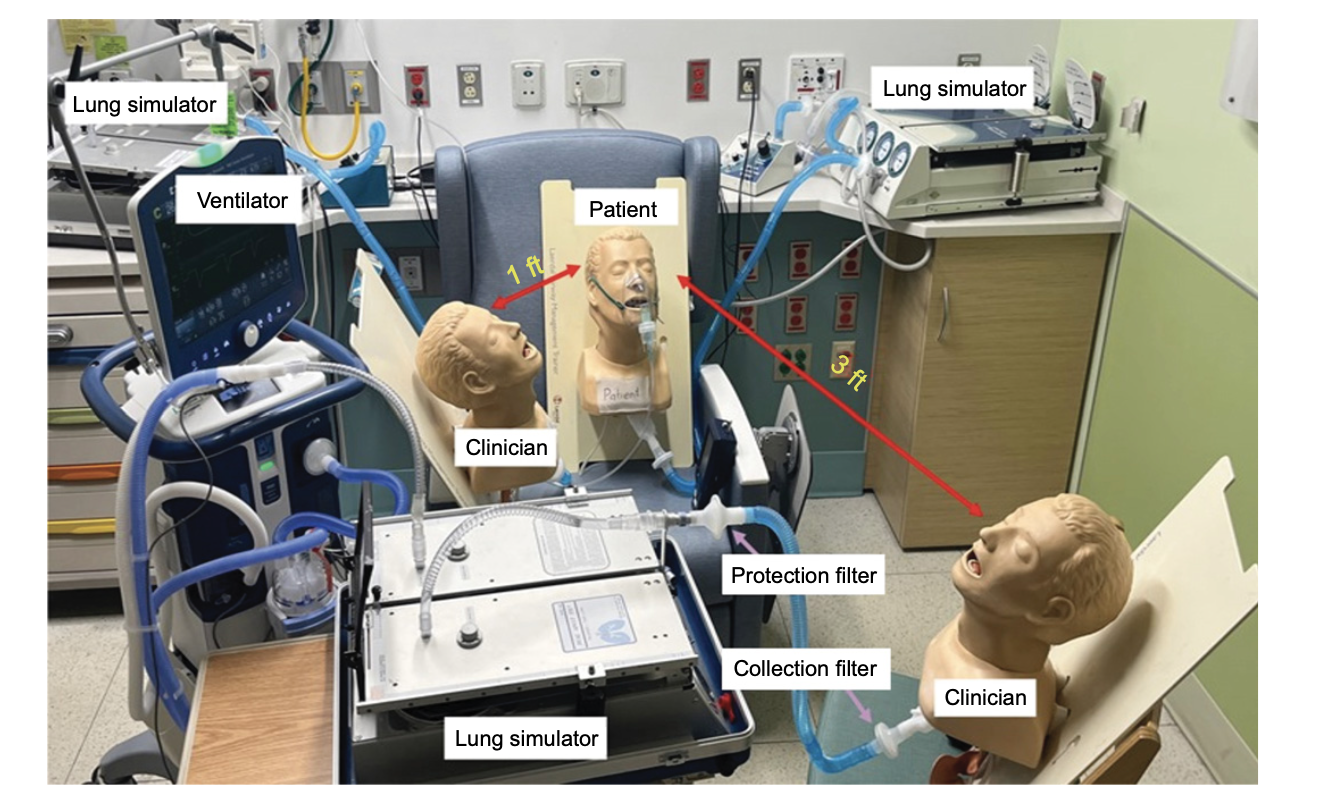 Lung simulator
Lung simulator
Ventilator
Patient
1 ft
3 ft
Patient
Clinician
Protection filter
Collection filter
Clinician
Lung simulator